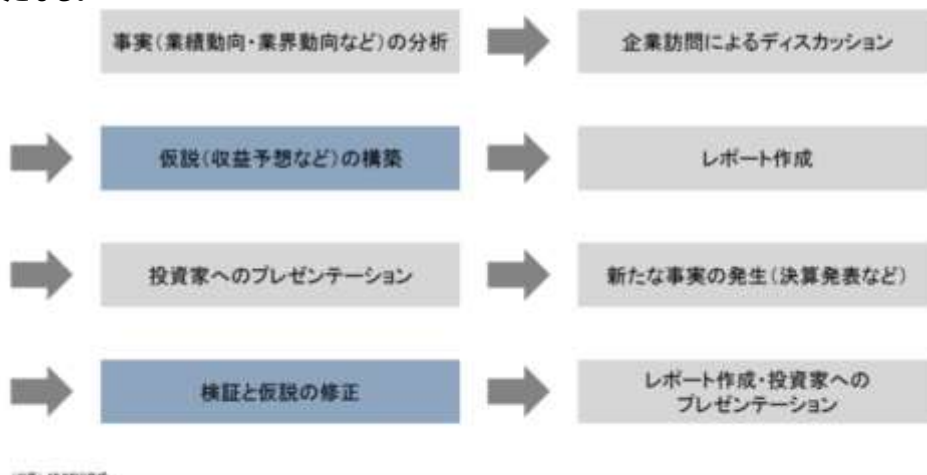 事実(業績動向・業界動向など)の分析
企業訪問によるディスカッション
仮説(収益予想など)の構築
レポート作成
投資家へのプレゼンテーション
新たな事実の発生(決算発表など)
検証と仮説の修正
レポート作成・投資家への
プレゼンテーション